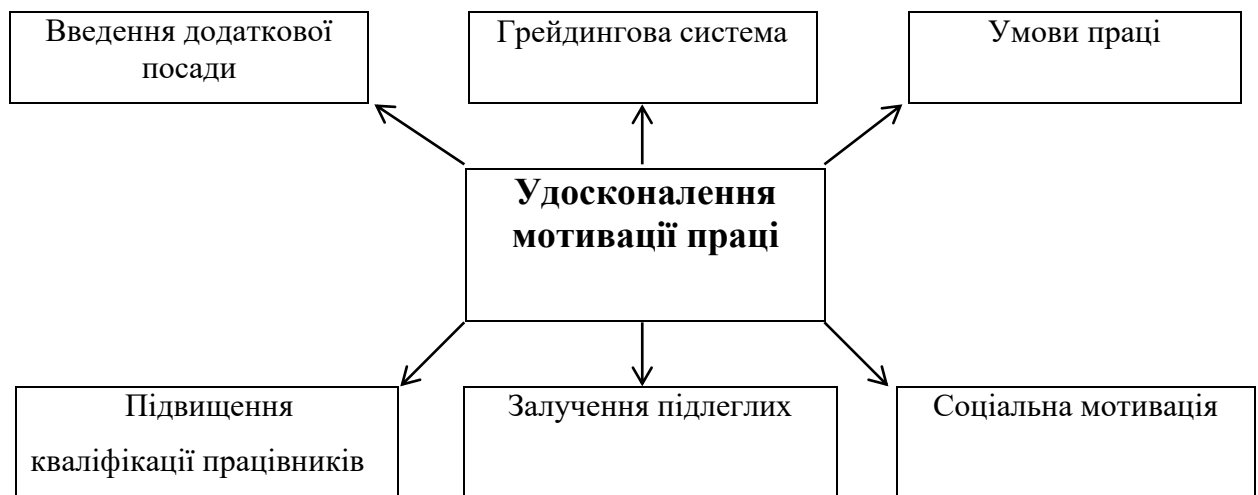 Введення додаткової
посади
Грейдингова система
Умови праці
Удосконалення
мотивації праці
Підвищення
кваліфікації працівників
Залучення підлеглих
Соціальна мотивація